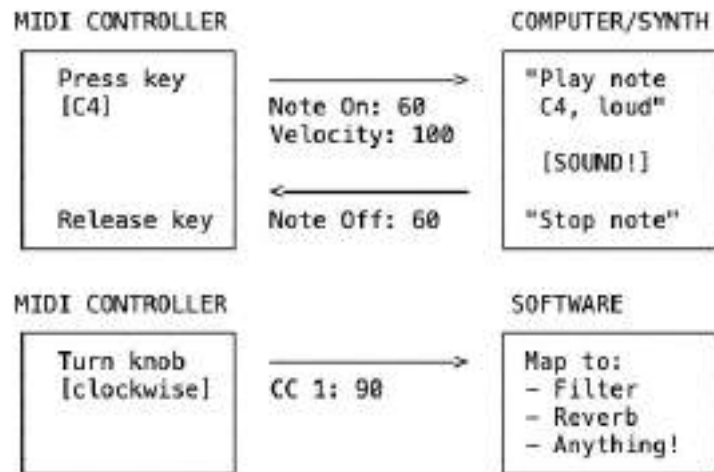 MIDI CONTROLLER
COMPUTER/SYNTH
Press key
[C4]
Note On: 60
Velocity: 100
"Play note
C4, loud"
[SOUND!]
Release key
Note Off: 60
"Stop note"
MIDI CONTROLLER
SOFTWARE
Turn knob
[clockwise]
CC 1: 90
Map to:
- Filter
- Reverb
- Anything!